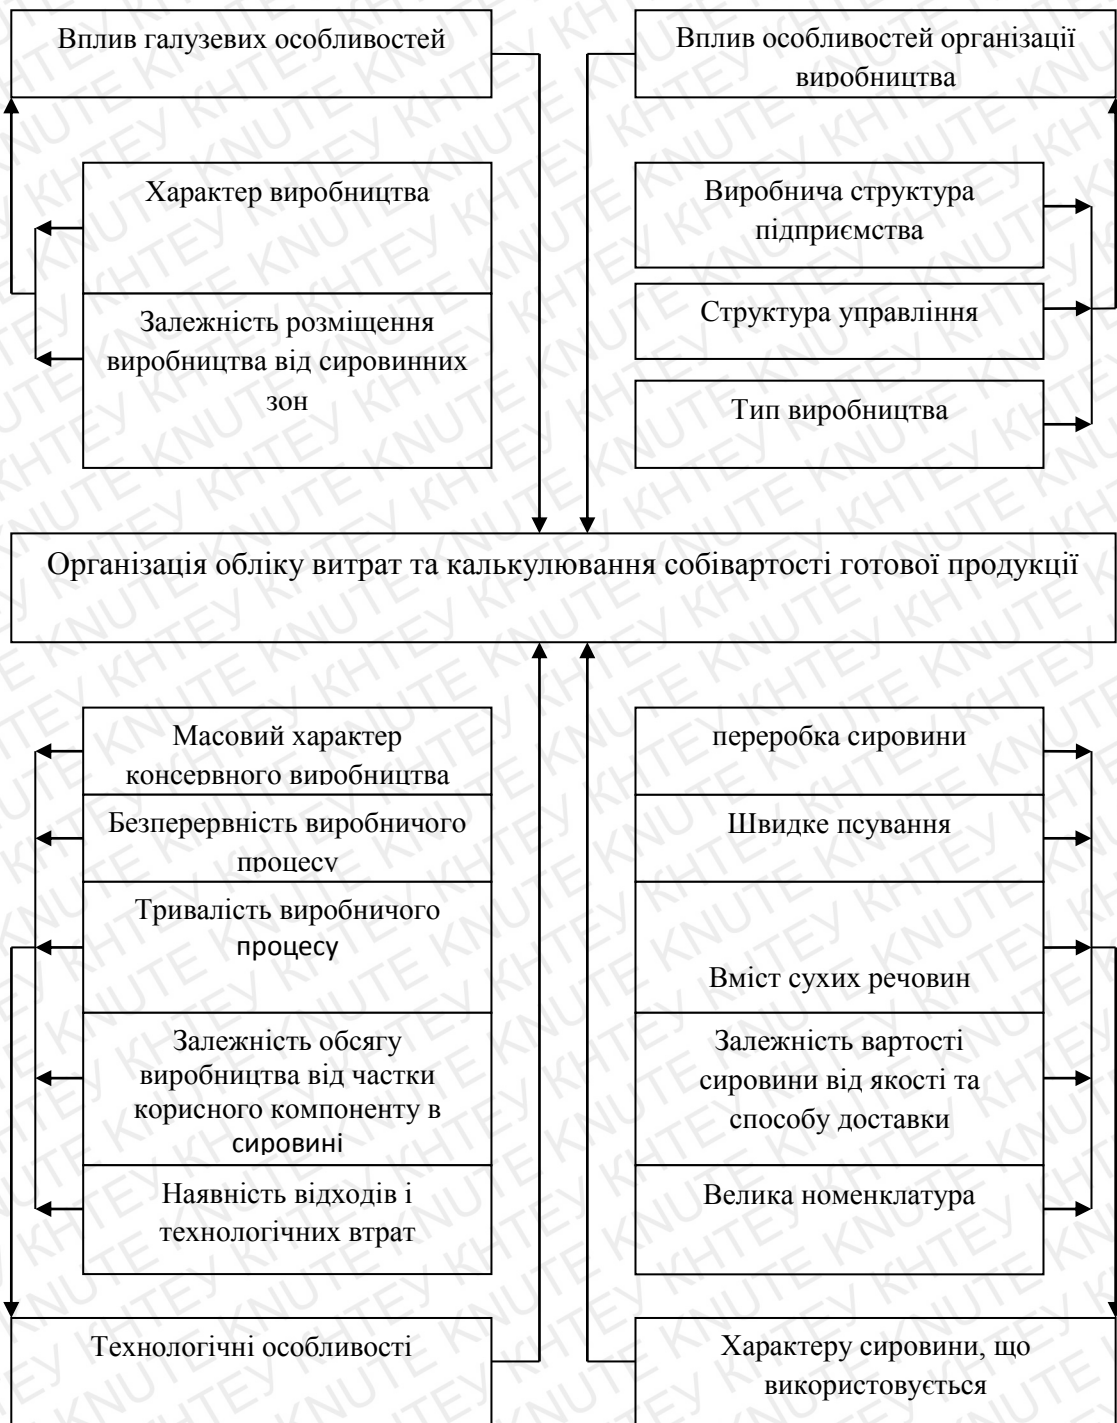 Вплив галузевих особливостей
Вплив особливостей організації
виробництва
Характер виробництва
Залежність розміщення
виробництва від сировинних
зон
Виробнича структура
підприємства
Структура управління
Тип виробництва
Організація обліку витрат та калькулювання собівартості готової продукції
Масовий характер
консервного виробництва
Безперервність виробничого
процесу
Тривалість виробничого
процесу
Залежність обсягу
виробництва від частки
корисного компоненту в
сировині
Наявність відходів і
технологічних втрат
Технологічні особливості
переробка сировини
Швидке псування
Вміст сухих речовин
Залежність вартості
сировини від якості та
способу доставки
Велика номенклатура
Характеру сировини, що
використовується